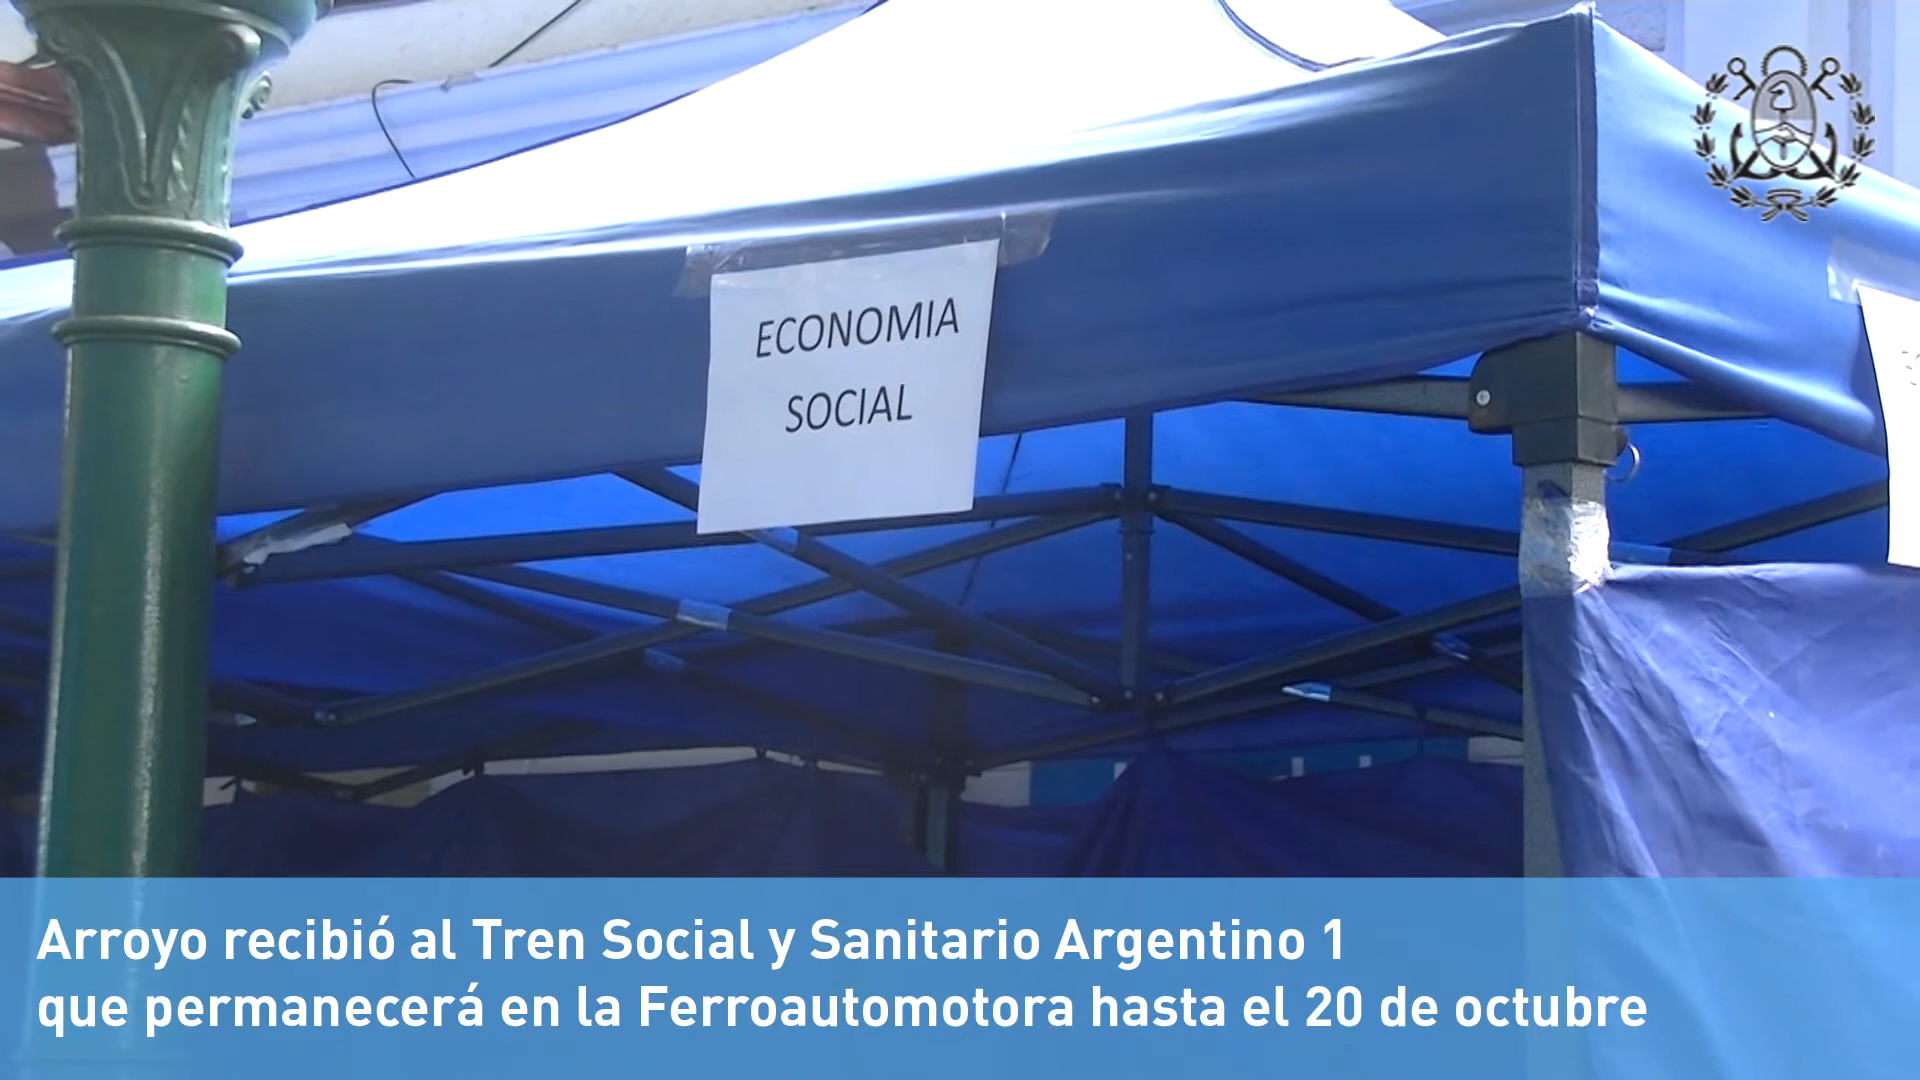 ECONOMIA
SOCIAL
Arroyo recibió al Tren Social y Sanitario Argentino 1
que permanecerá en la Ferroautomotora hasta el 20 de octubre